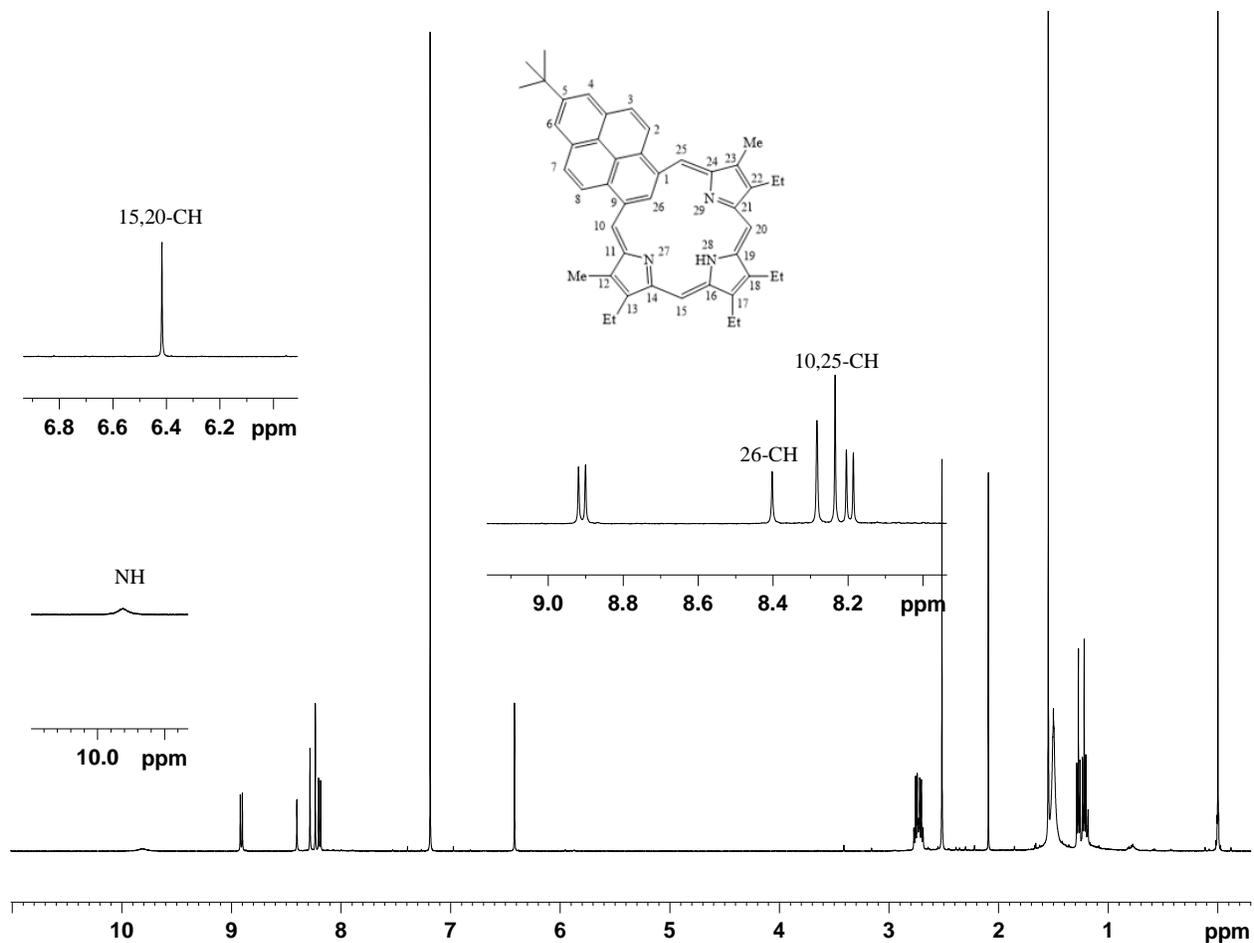 4
5
3
6
2
Me
25
23
24
7
1
22
Et
8
N
29
21
9
26
10
20
28
11
N
27
HN
19
Me
12
18
Et
14
16
13
15
17
Et
Et
15,20-CH
6.8 6.6 6.4 6.2 ppm
10,25-CH
26-CH
9.0 8.8 8.6 8.4 8.2 ppm
NH
10.0 ppm
10 9 8 7 6 5 4 3 2 1 ppm